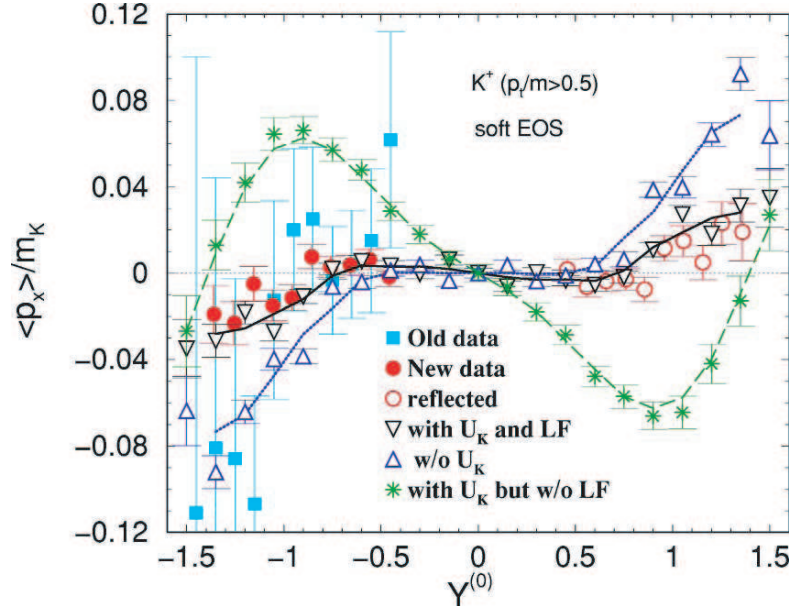 0.12
0.08
0.04
0
−0.04
−0.08
−0.12
<pₓ>/m_K
K⁺ (pₜ/m>0.5)
soft EOS
Old data
New data
reflected
with U_K and LF
w/o U_K
with U_K but w/o LF
−1.5 −1 −0.5 0 0.5 1 1.5
Y⁽⁰⁾